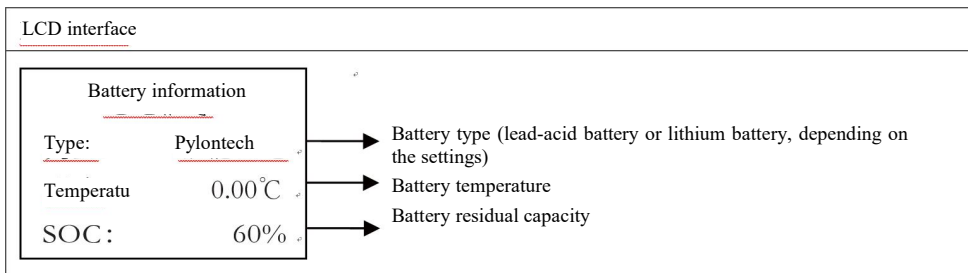 LCD interface
Battery information
Type: Pylontech
Battery type (lead-acid battery or lithium battery, depending on
the settings)
Temperatu 0.00℃
Battery temperature
SOC: 60%
Battery residual capacity